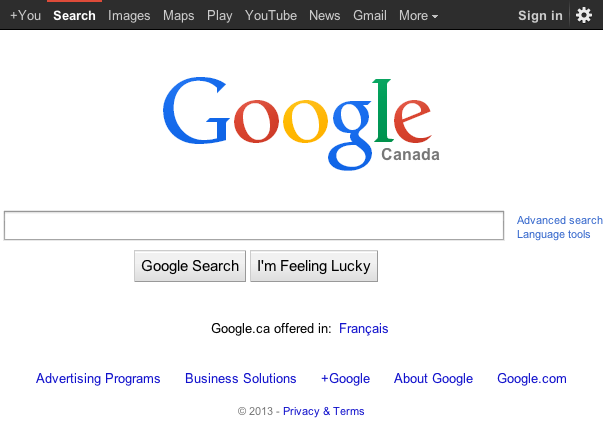 +You Search Images Maps Play YouTube News Gmail More Sign in
Google
Canada
Advanced search
Language tools
Google Search I'm Feeling Lucky
Google.ca offered in: Français
Advertising Programs Business Solutions +Google About Google Google.com
© 2013 - Privacy & Terms